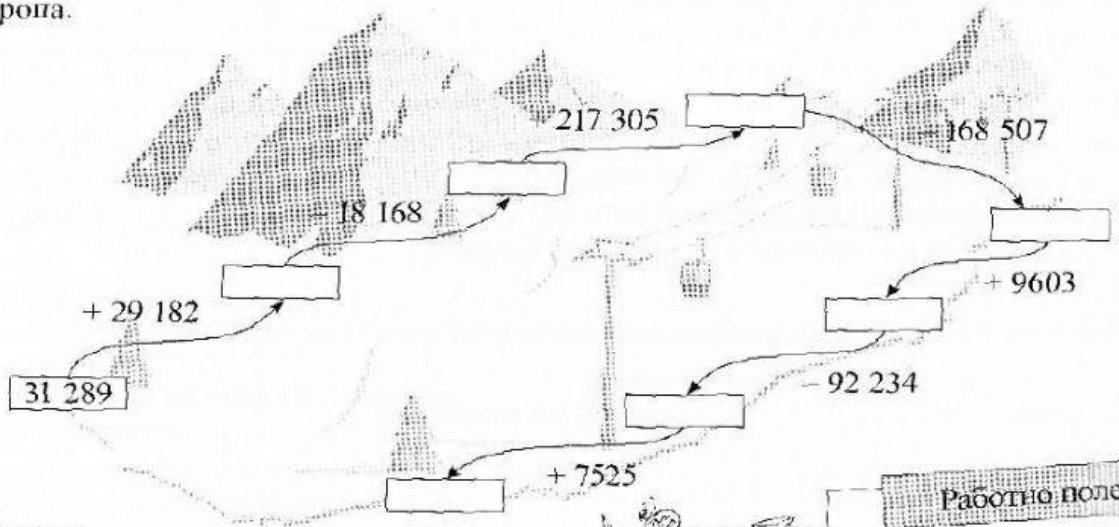 ропа.
+ 217 305
− 168 507
− 18 168
+ 9603
+ 29 182
− 92 234
31 289
+ 7525
Работно поле